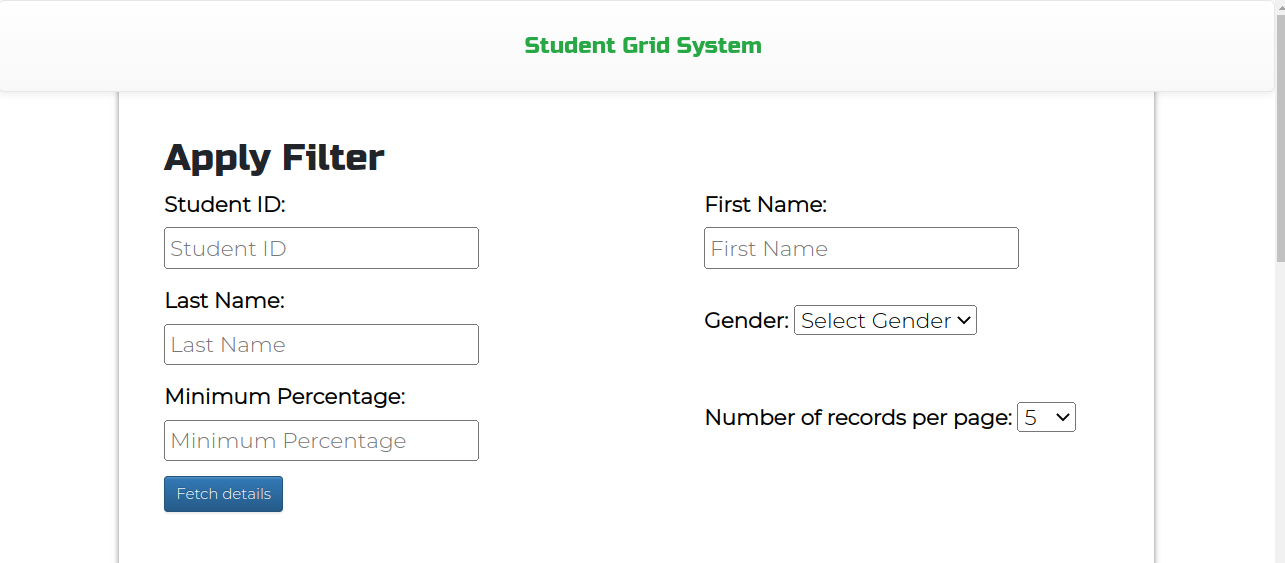 Student Grid System
Apply Filter
Student ID:
Student ID
First Name:
First Name
Last Name:
Last Name
Gender: Select Gender
Minimum Percentage:
Minimum Percentage
Number of records per page: 5
Fetch details